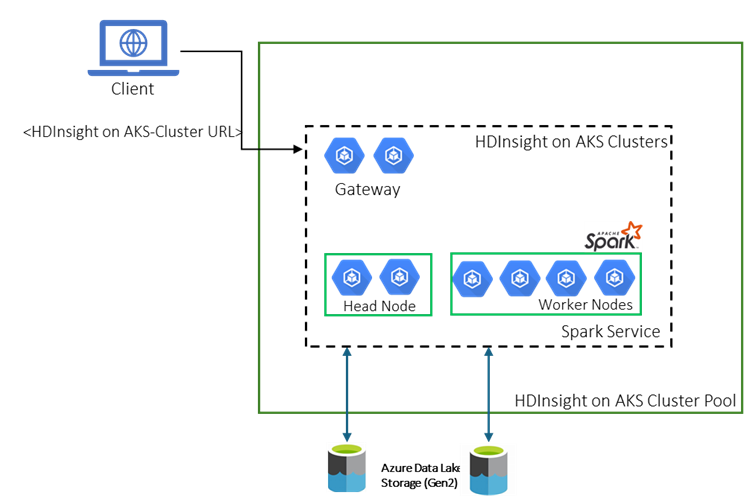 Client
<HDInsight on AKS-Cluster URL>
HDInsight on AKS Clusters
Gateway
APACHE
Spark
Head Node
Worker Nodes
Spark Service
HDInsight on AKS Cluster Pool
Azure Data Lake
Storage (Gen2)